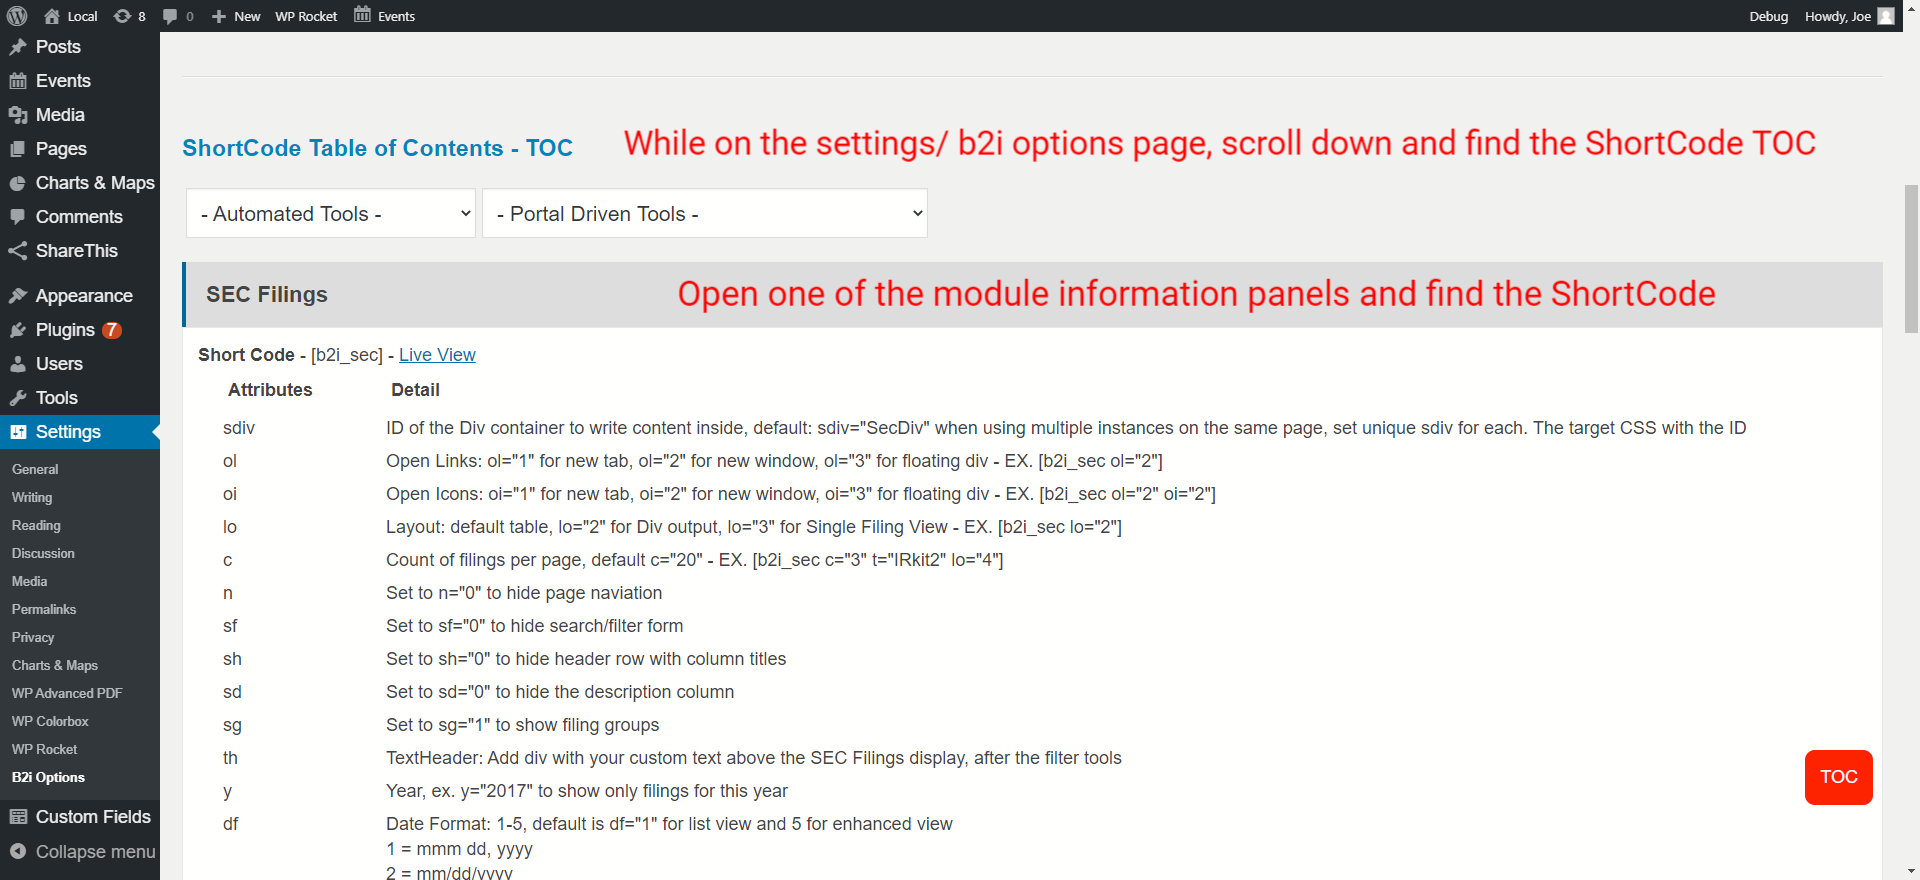 Local 8 0 New WP Rocket Events Debug Howdy, Joe
Posts
Events
Media
Pages
Charts & Maps
Comments
ShareThis
Appearance
Plugins 7
Users
Tools
Settings
General
Writing
Reading
Discussion
Media
Permalinks
Privacy
Charts & Maps
WP Advanced PDF
WP Colorbox
WP Rocket
B2i Options
Custom Fields
Collapse menu
ShortCode Table of Contents - TOC
While on the settings/ b2i options page, scroll down and find the ShortCode TOC
- Automated Tools - - Portal Driven Tools -
SEC Filings
Open one of the module information panels and find the ShortCode
Short Code - [b2i_sec] - Live View
Attributes Detail
sdiv ID of the Div container to write content inside, default: sdiv="SecDiv" when using multiple instances on the same page, set unique sdiv for each. The target CSS with the ID
ol Open Links: ol="1" for new tab, ol="2" for new window, ol="3" for floating div - EX. [b2i_sec ol="2"]
oi Open Icons: oi="1" for new tab, oi="2" for new window, oi="3" for floating div - EX. [b2i_sec ol="2" oi="2"]
lo Layout: default table, lo="2" for Div output, lo="3" for Single Filing View - EX. [b2i_sec lo="2"]
c Count of filings per page, default c="20" - EX. [b2i_sec c="3" t="IRkit2" lo="4"]
n Set to n="0" to hide page naviation
sf Set to sf="0" to hide search/filter form
sh Set to sh="0" to hide header row with column titles
sd Set to sd="0" to hide the description column
sg Set to sg="1" to show filing groups
th TextHeader: Add div with your custom text above the SEC Filings display, after the filter tools
y Year, ex. y="2017" to show only filings for this year
df Date Format: 1-5, default is df="1" for list view and 5 for enhanced view
1 = mmm dd, yyyy
2 = mm/dd/yyyy
TOC